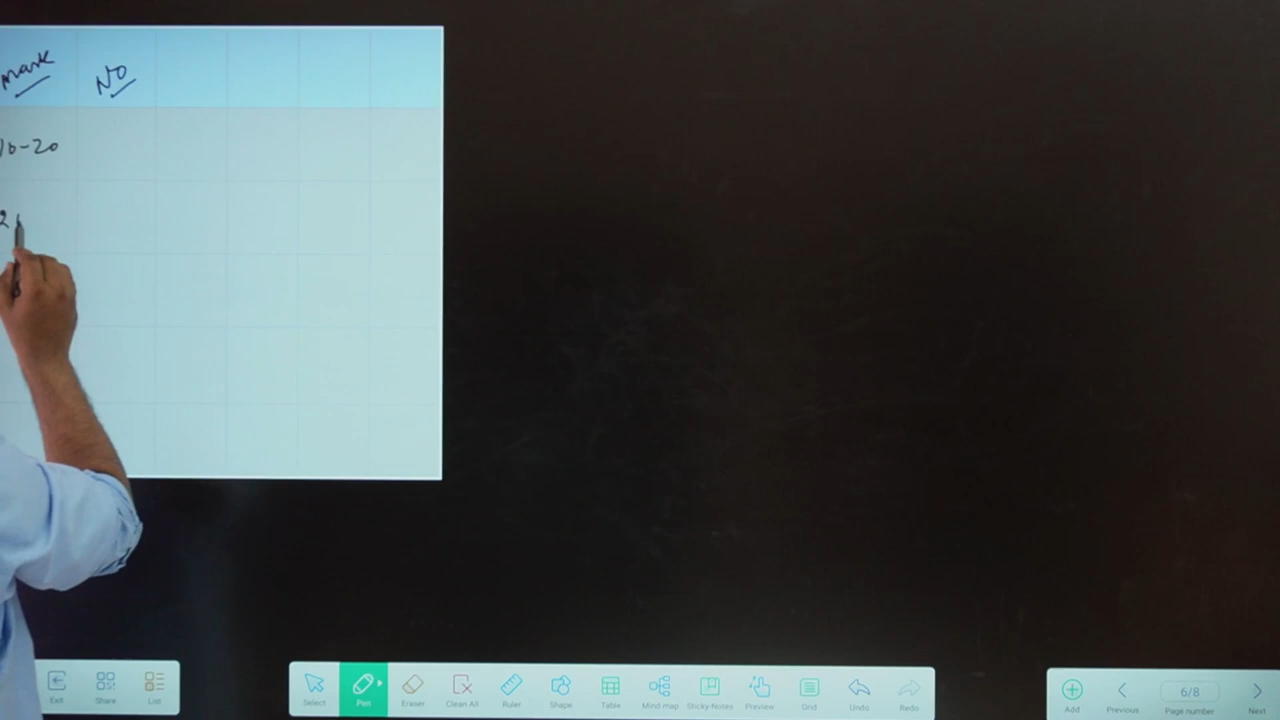 mark No
10-20
2
Exit Share List Select Pen Eraser Clean All Ruler Shape Table Mind map Sticky-Notes Preview Grid Undo Redo Add Previous 6/8 Page number Next